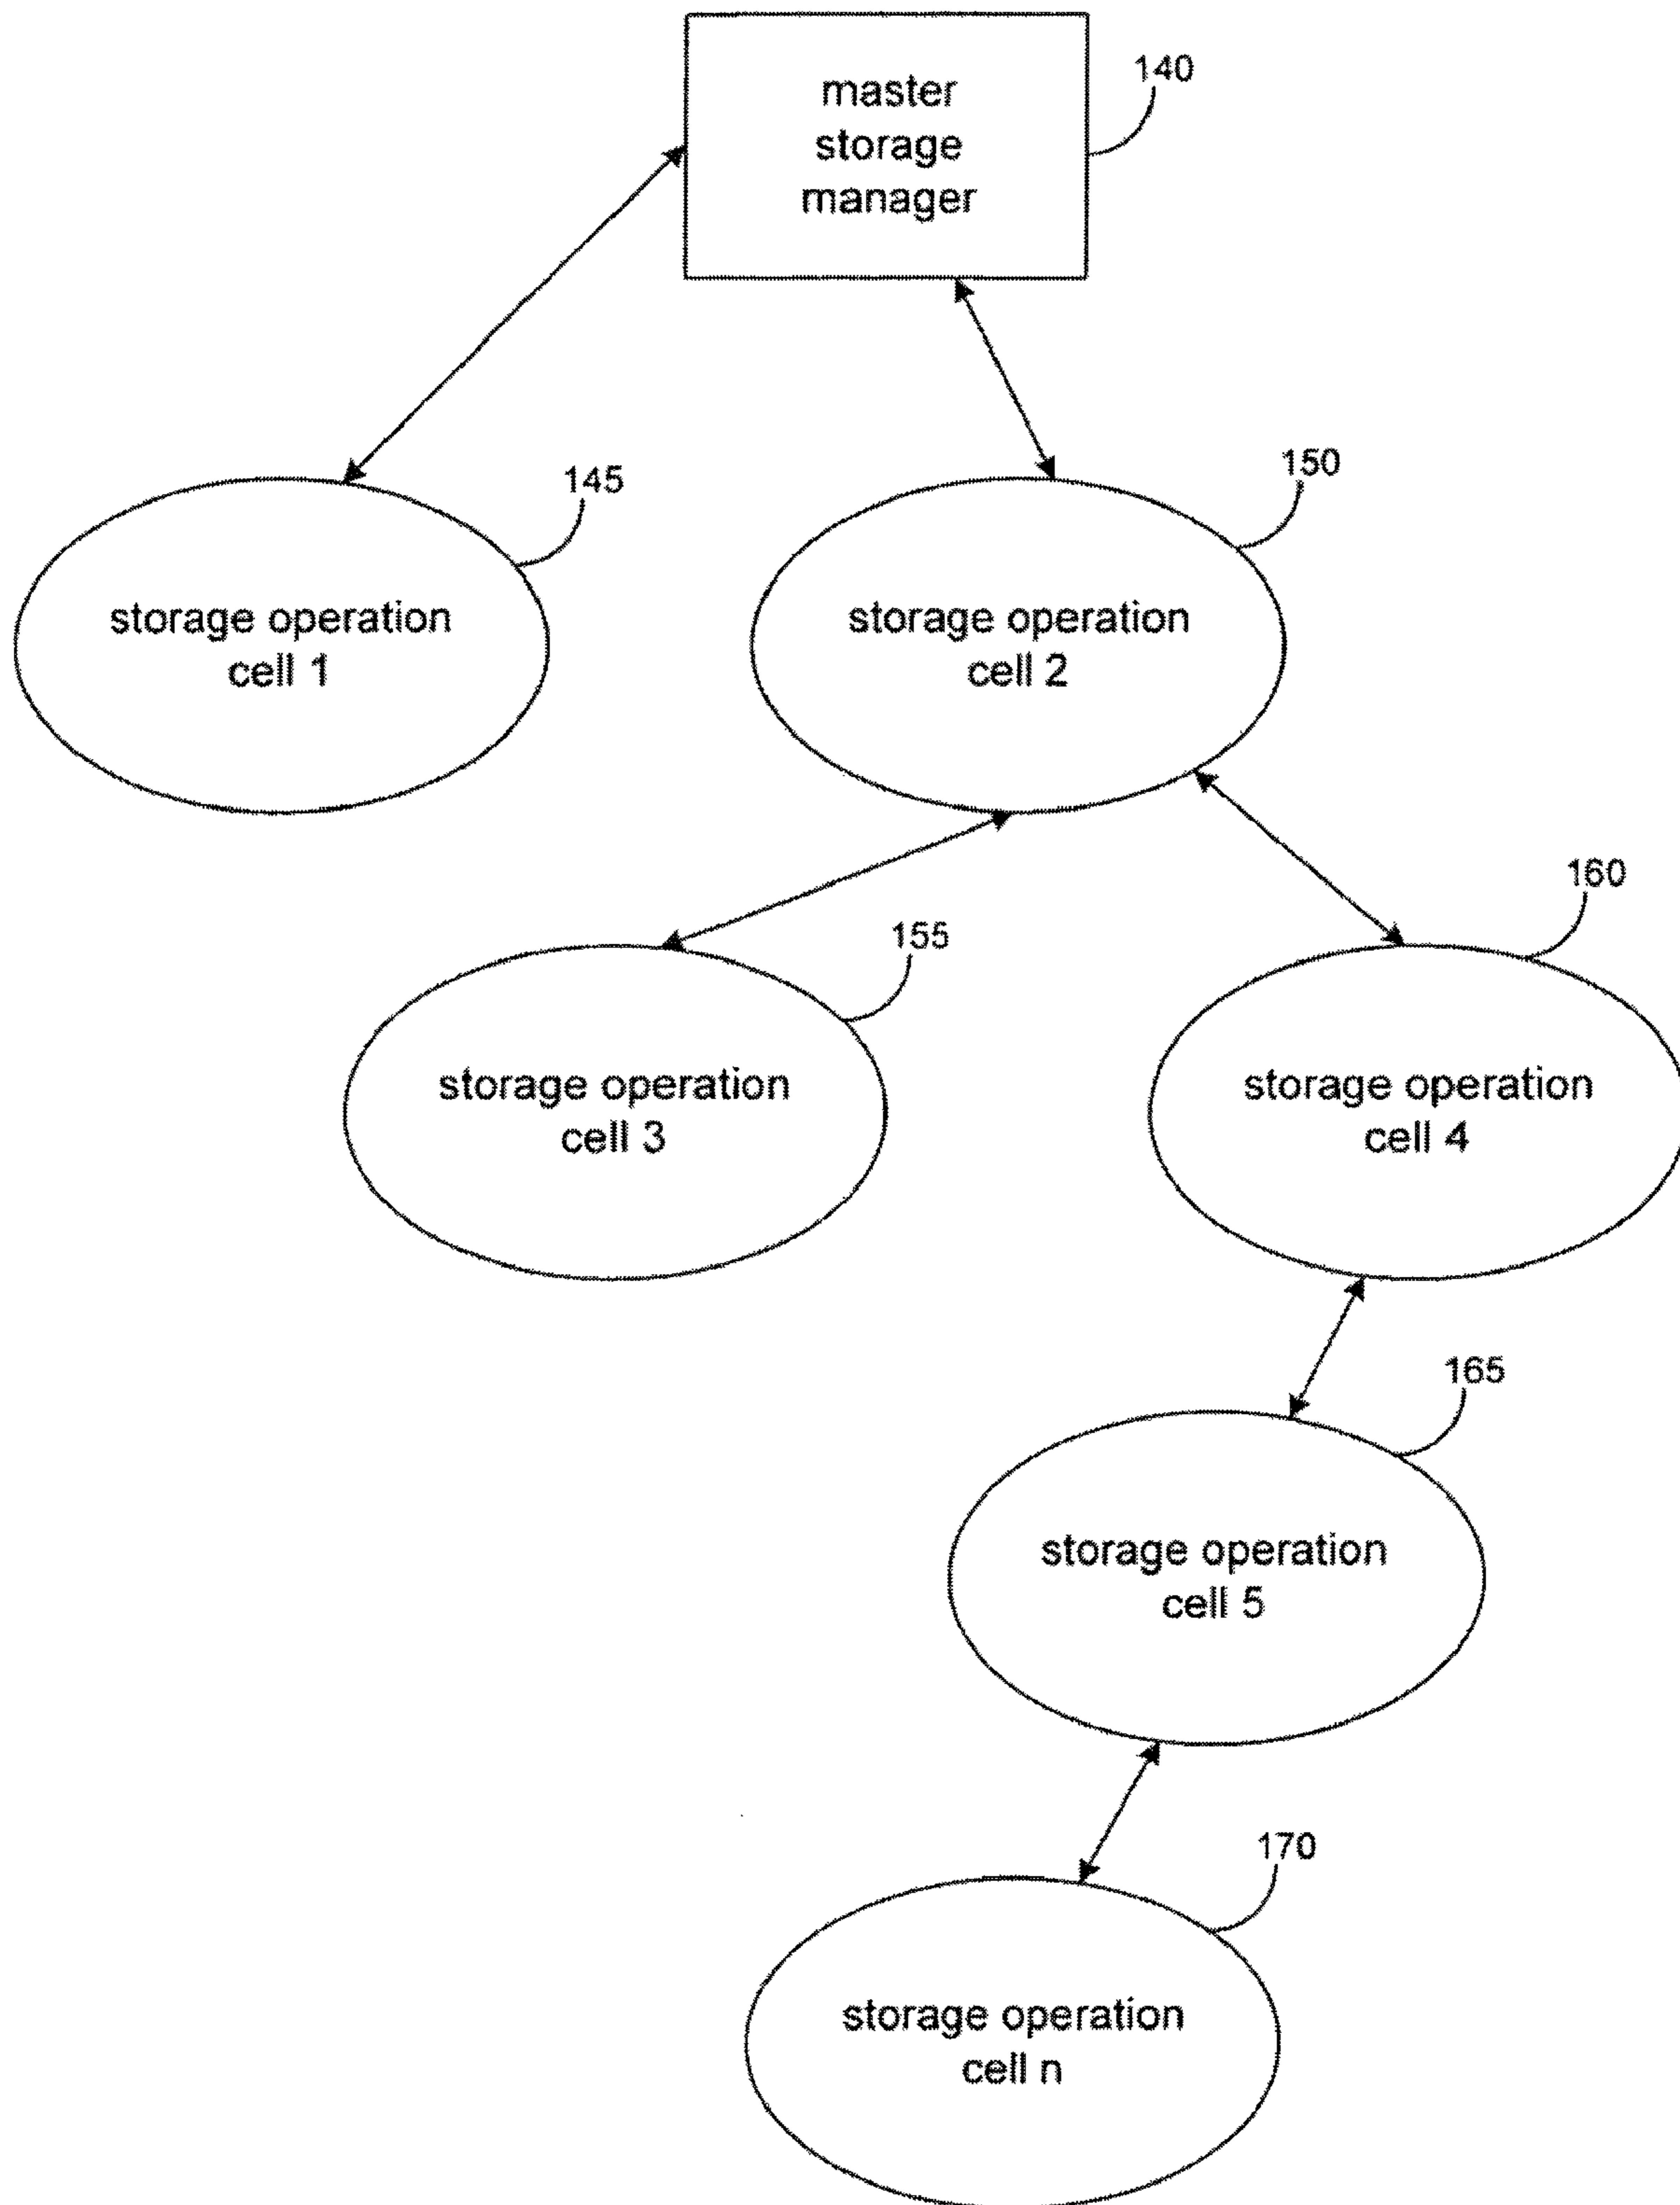 master
storage
manager
140
145
150
storage operation
cell 1
storage operation
cell 2
155
160
storage operation
cell 3
storage operation
cell 4
165
storage operation
cell 5
170
storage operation
cell n